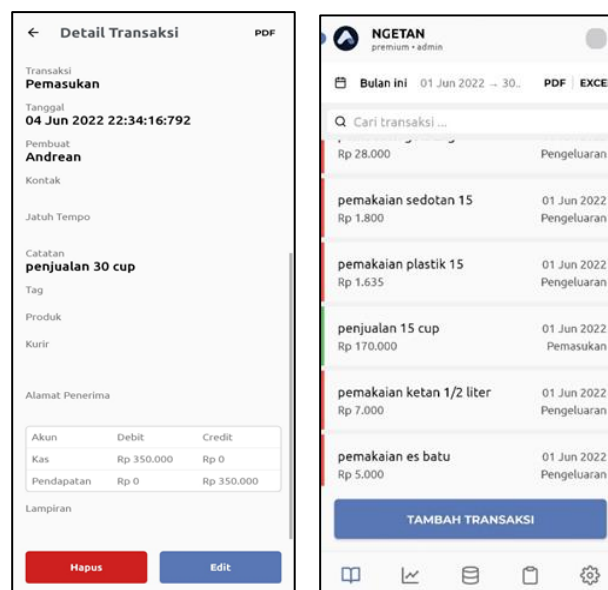 ← Detail Transaksi PDF
Transaksi
Pemasukan
Tanggal
04 Jun 2022 22:34:16:792
Pembuat
Andrean
Kontak
Jatuh Tempo
Catatan
penjualan 30 cup
Tag
Produk
Kurir
Alamat Penerima
Akun Debit Credit
Kas Rp 350.000 Rp 0
Pendapatan Rp 0 Rp 350.000
Lampiran
Hapus Edit
NGETAN
premium • admin
Bulan ini 01 Jun 2022 → 30.. PDF EXCE
Cari transaksi ...
Rp 28.000 Pengeluaran
pemakaian sedotan 15 01 Jun 2022
Rp 1.800 Pengeluaran
pemakaian plastik 15 01 Jun 2022
Rp 1.635 Pengeluaran
penjualan 15 cup 01 Jun 2022
Rp 170.000 Pemasukan
pemakaian ketan 1/2 liter 01 Jun 2022
Rp 7.000 Pengeluaran
pemakaian es batu 01 Jun 2022
Rp 5.000 Pengeluaran
TAMBAH TRANSAKSI